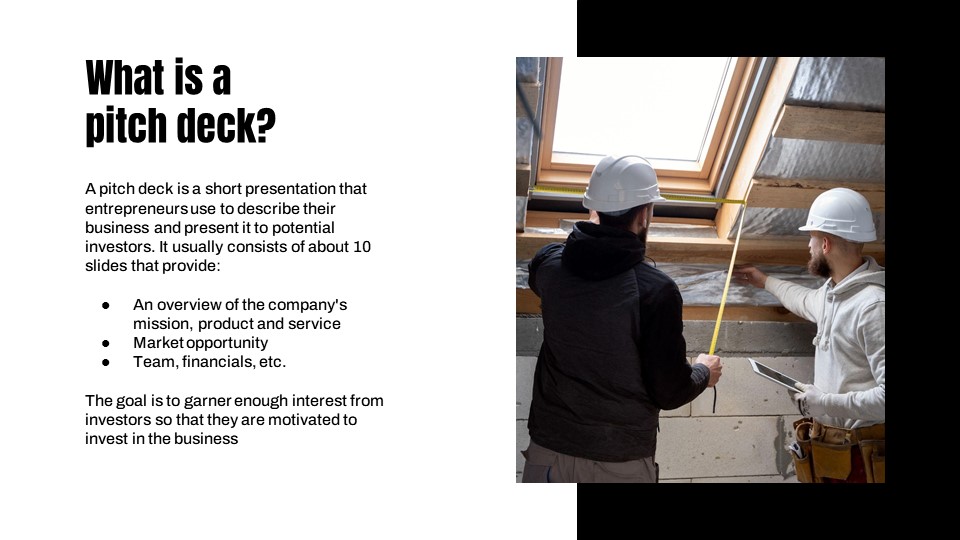 What is a
pitch deck?
A pitch deck is a short presentation that
entrepreneurs use to describe their
business and present it to potential
investors. It usually consists of about 10
slides that provide:
● An overview of the company's
mission, product and service
● Market opportunity
● Team, financials, etc.
The goal is to garner enough interest from
investors so that they are motivated to
invest in the business